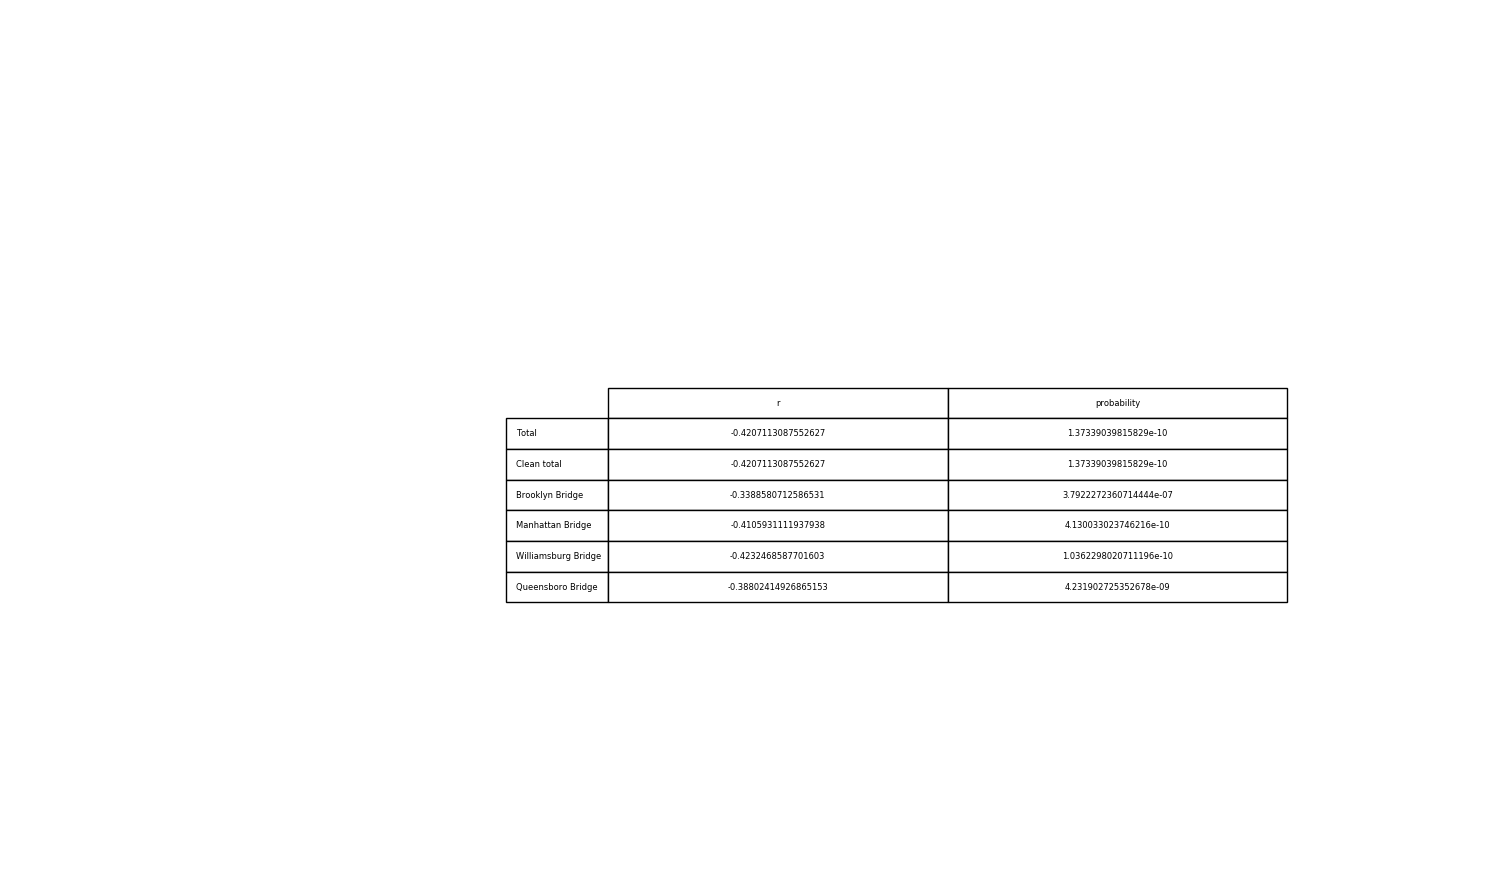 r probability
Total -0.4207113087552627 1.37339039815829e-10
Clean total -0.4207113087552627 1.37339039815829e-10
Brooklyn Bridge -0.3388580712586531 3.7922272360714444e-07
Manhattan Bridge -0.4105931111937938 4.130033023746216e-10
Williamsburg Bridge -0.4232468587701603 1.0362298020711196e-10
Queensboro Bridge -0.38802414926865153 4.231902725352678e-09